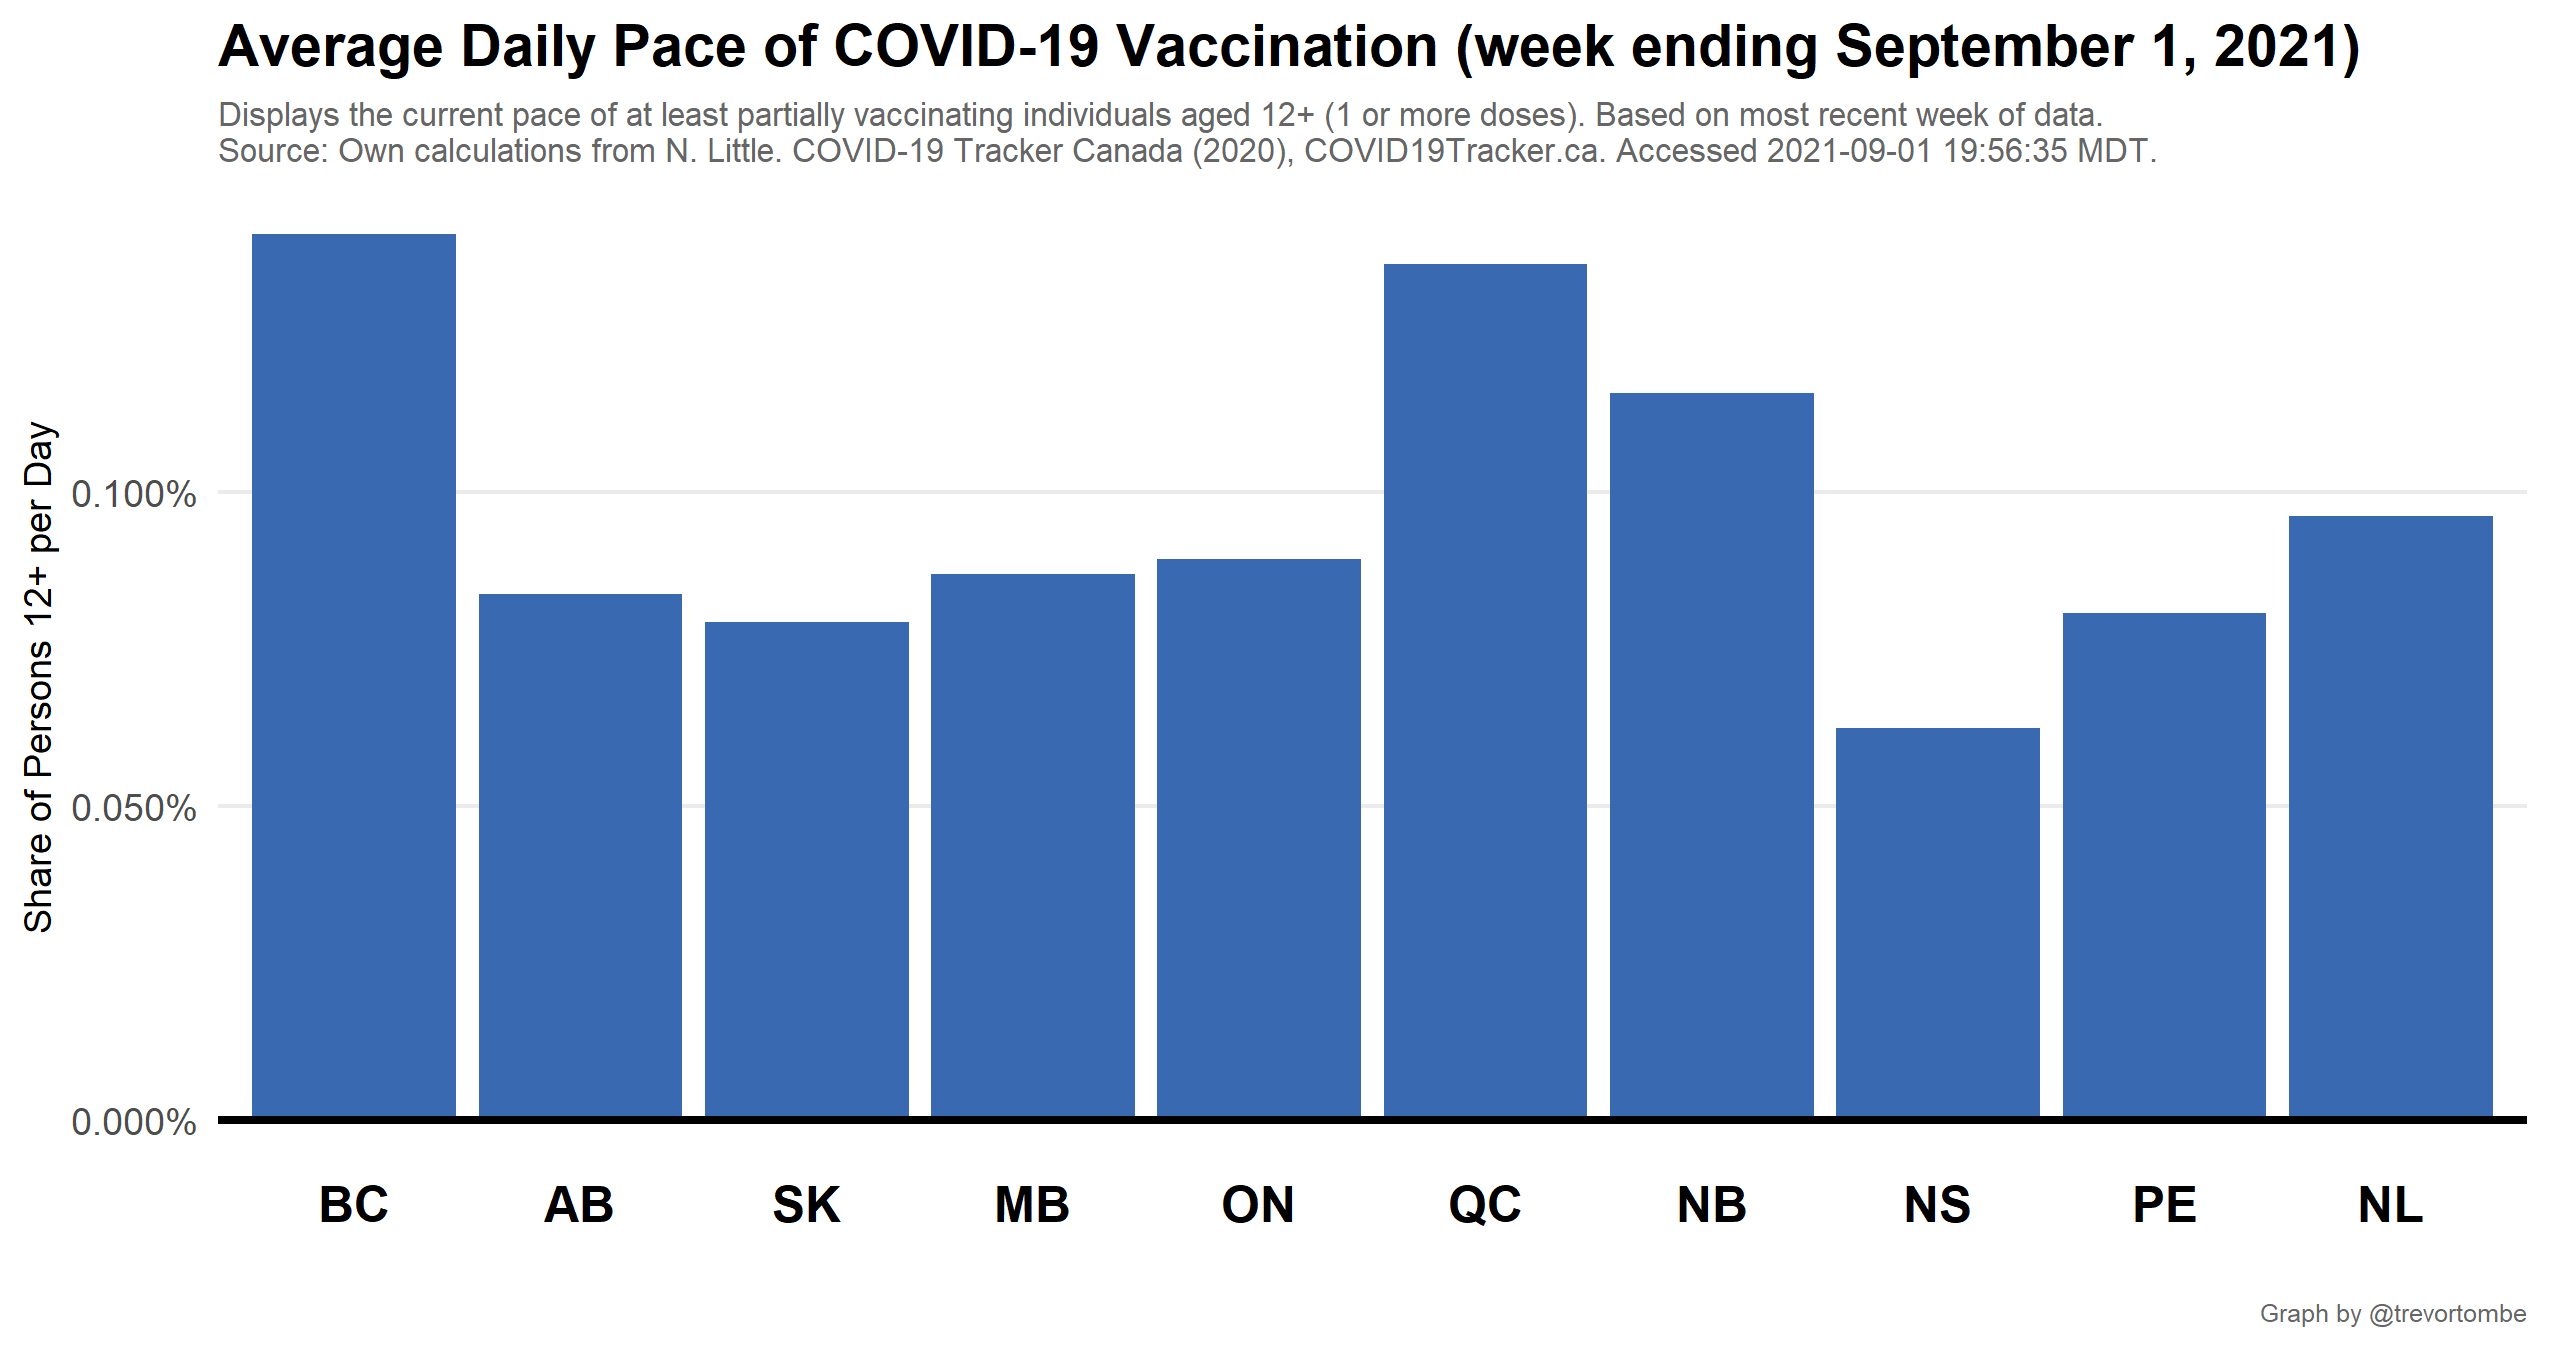 Average Daily Pace of COVID-19 Vaccination (week ending September 1, 2021)
Displays the current pace of at least partially vaccinating individuals aged 12+ (1 or more doses). Based on most recent week of data.
Source: Own calculations from N. Little. COVID-19 Tracker Canada (2020), COVID19Tracker.ca. Accessed 2021-09-01 19:56:35 MDT.
Share of Persons 12+ per Day
0.100%
0.050%
0.000%
BC AB SK MB ON QC NB NS PE NL
Graph by @trevortombe